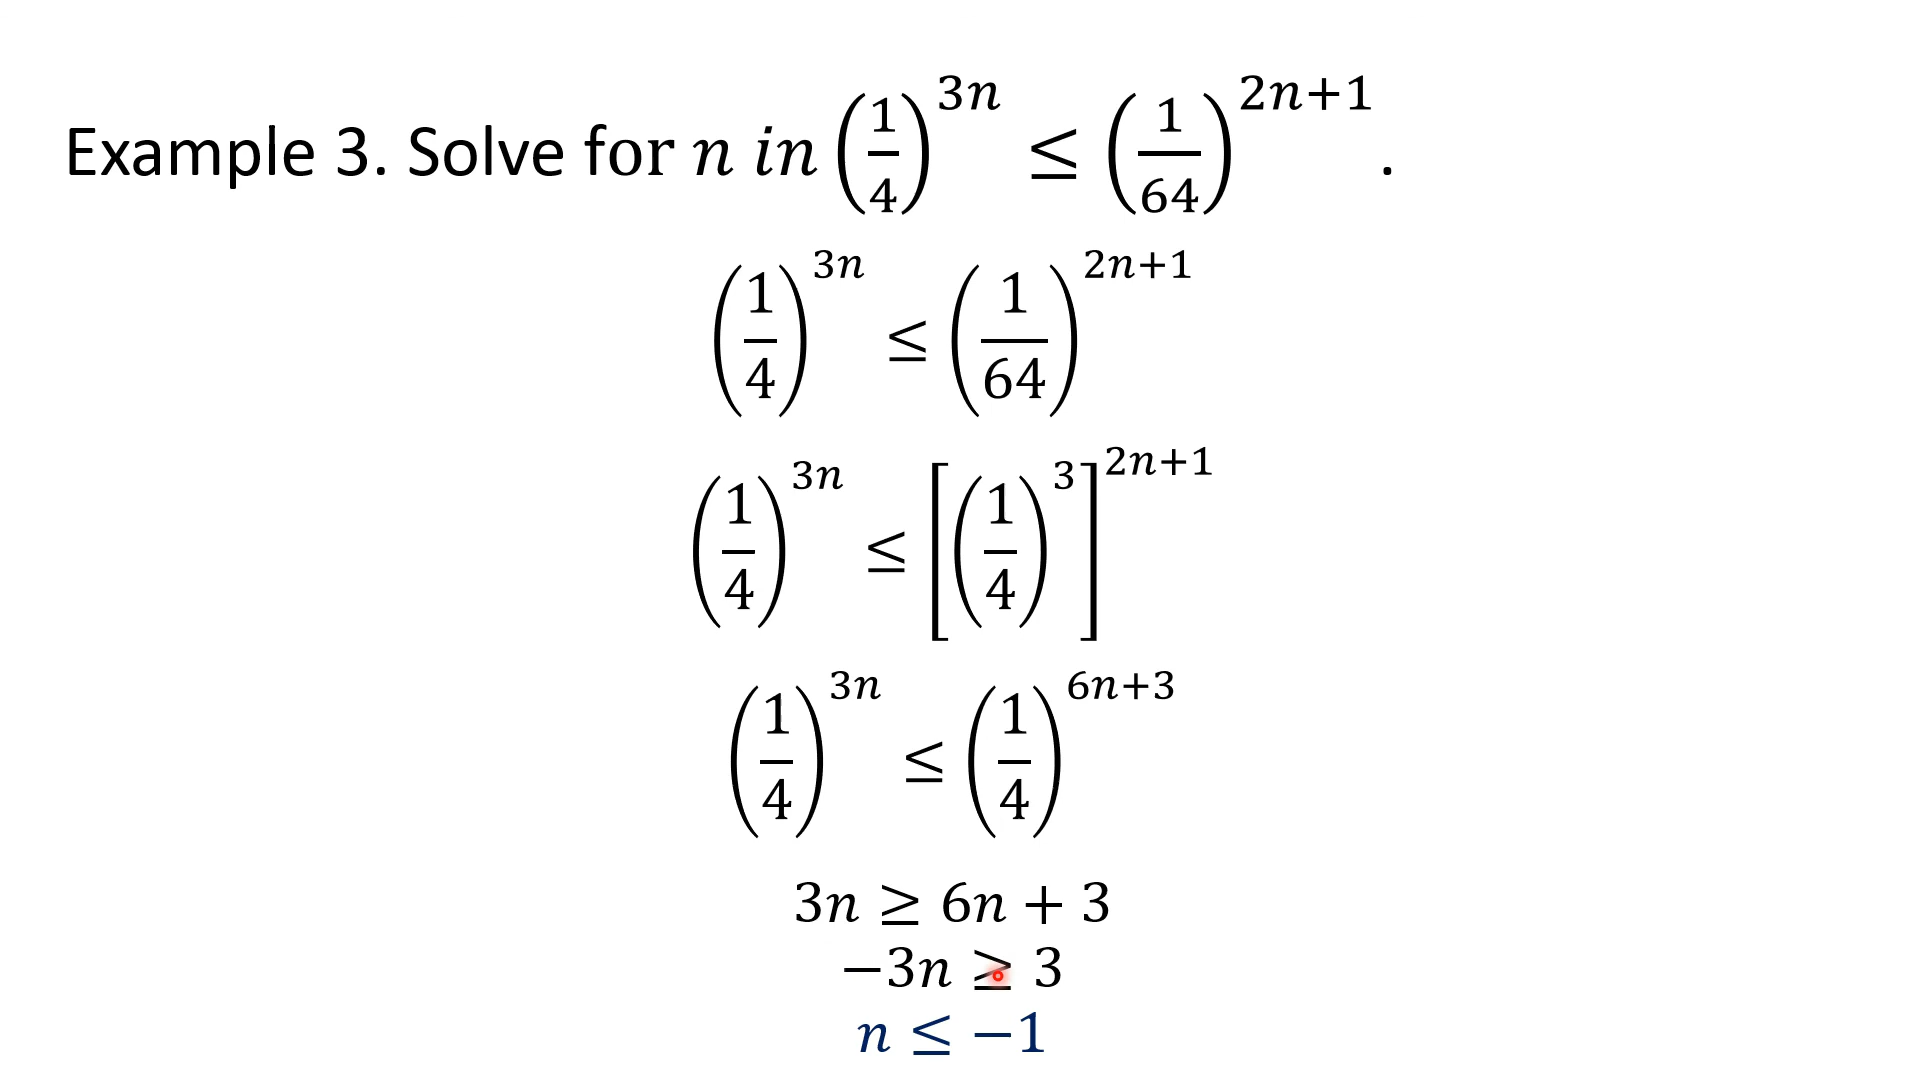 Example 3. Solve for n in (1/4)^(3n) ≤ (1/64)^(2n+1).
(1/4)^(3n) ≤ (1/64)^(2n+1)
(1/4)^(3n) ≤ [(1/4)^3]^(2n+1)
(1/4)^(3n) ≤ (1/4)^(6n+3)
3n ≥ 6n + 3
−3n ≥ 3
n ≤ −1